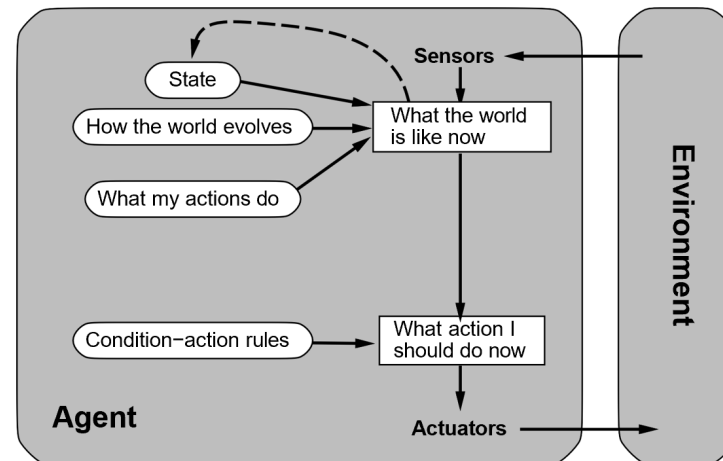 Sensors
State
What the world
is like now
How the world evolves
What my actions do
Environment
Condition−action rules
What action I
should do now
Agent
Actuators